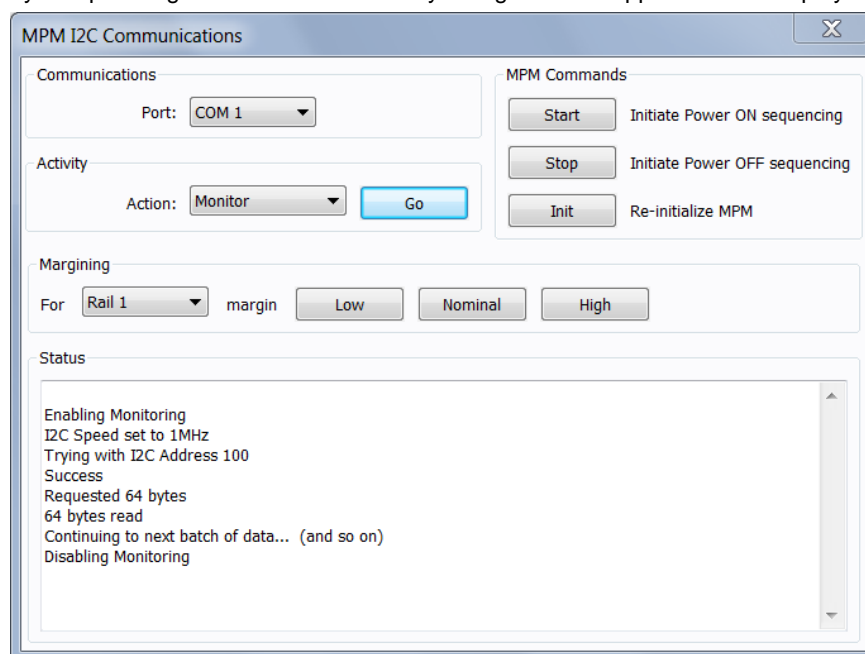 MPM I2C Communications
Communications
Port: COM 1
Activity
Action: Monitor Go
MPM Commands
Start Initiate Power ON sequencing
Stop Initiate Power OFF sequencing
Init Re-initialize MPM
Margining
For Rail 1 margin Low Nominal High
Status
Enabling Monitoring
I2C Speed set to 1MHz
Trying with I2C Address 100
Success
Requested 64 bytes
64 bytes read
Continuing to next batch of data... (and so on)
Disabling Monitoring